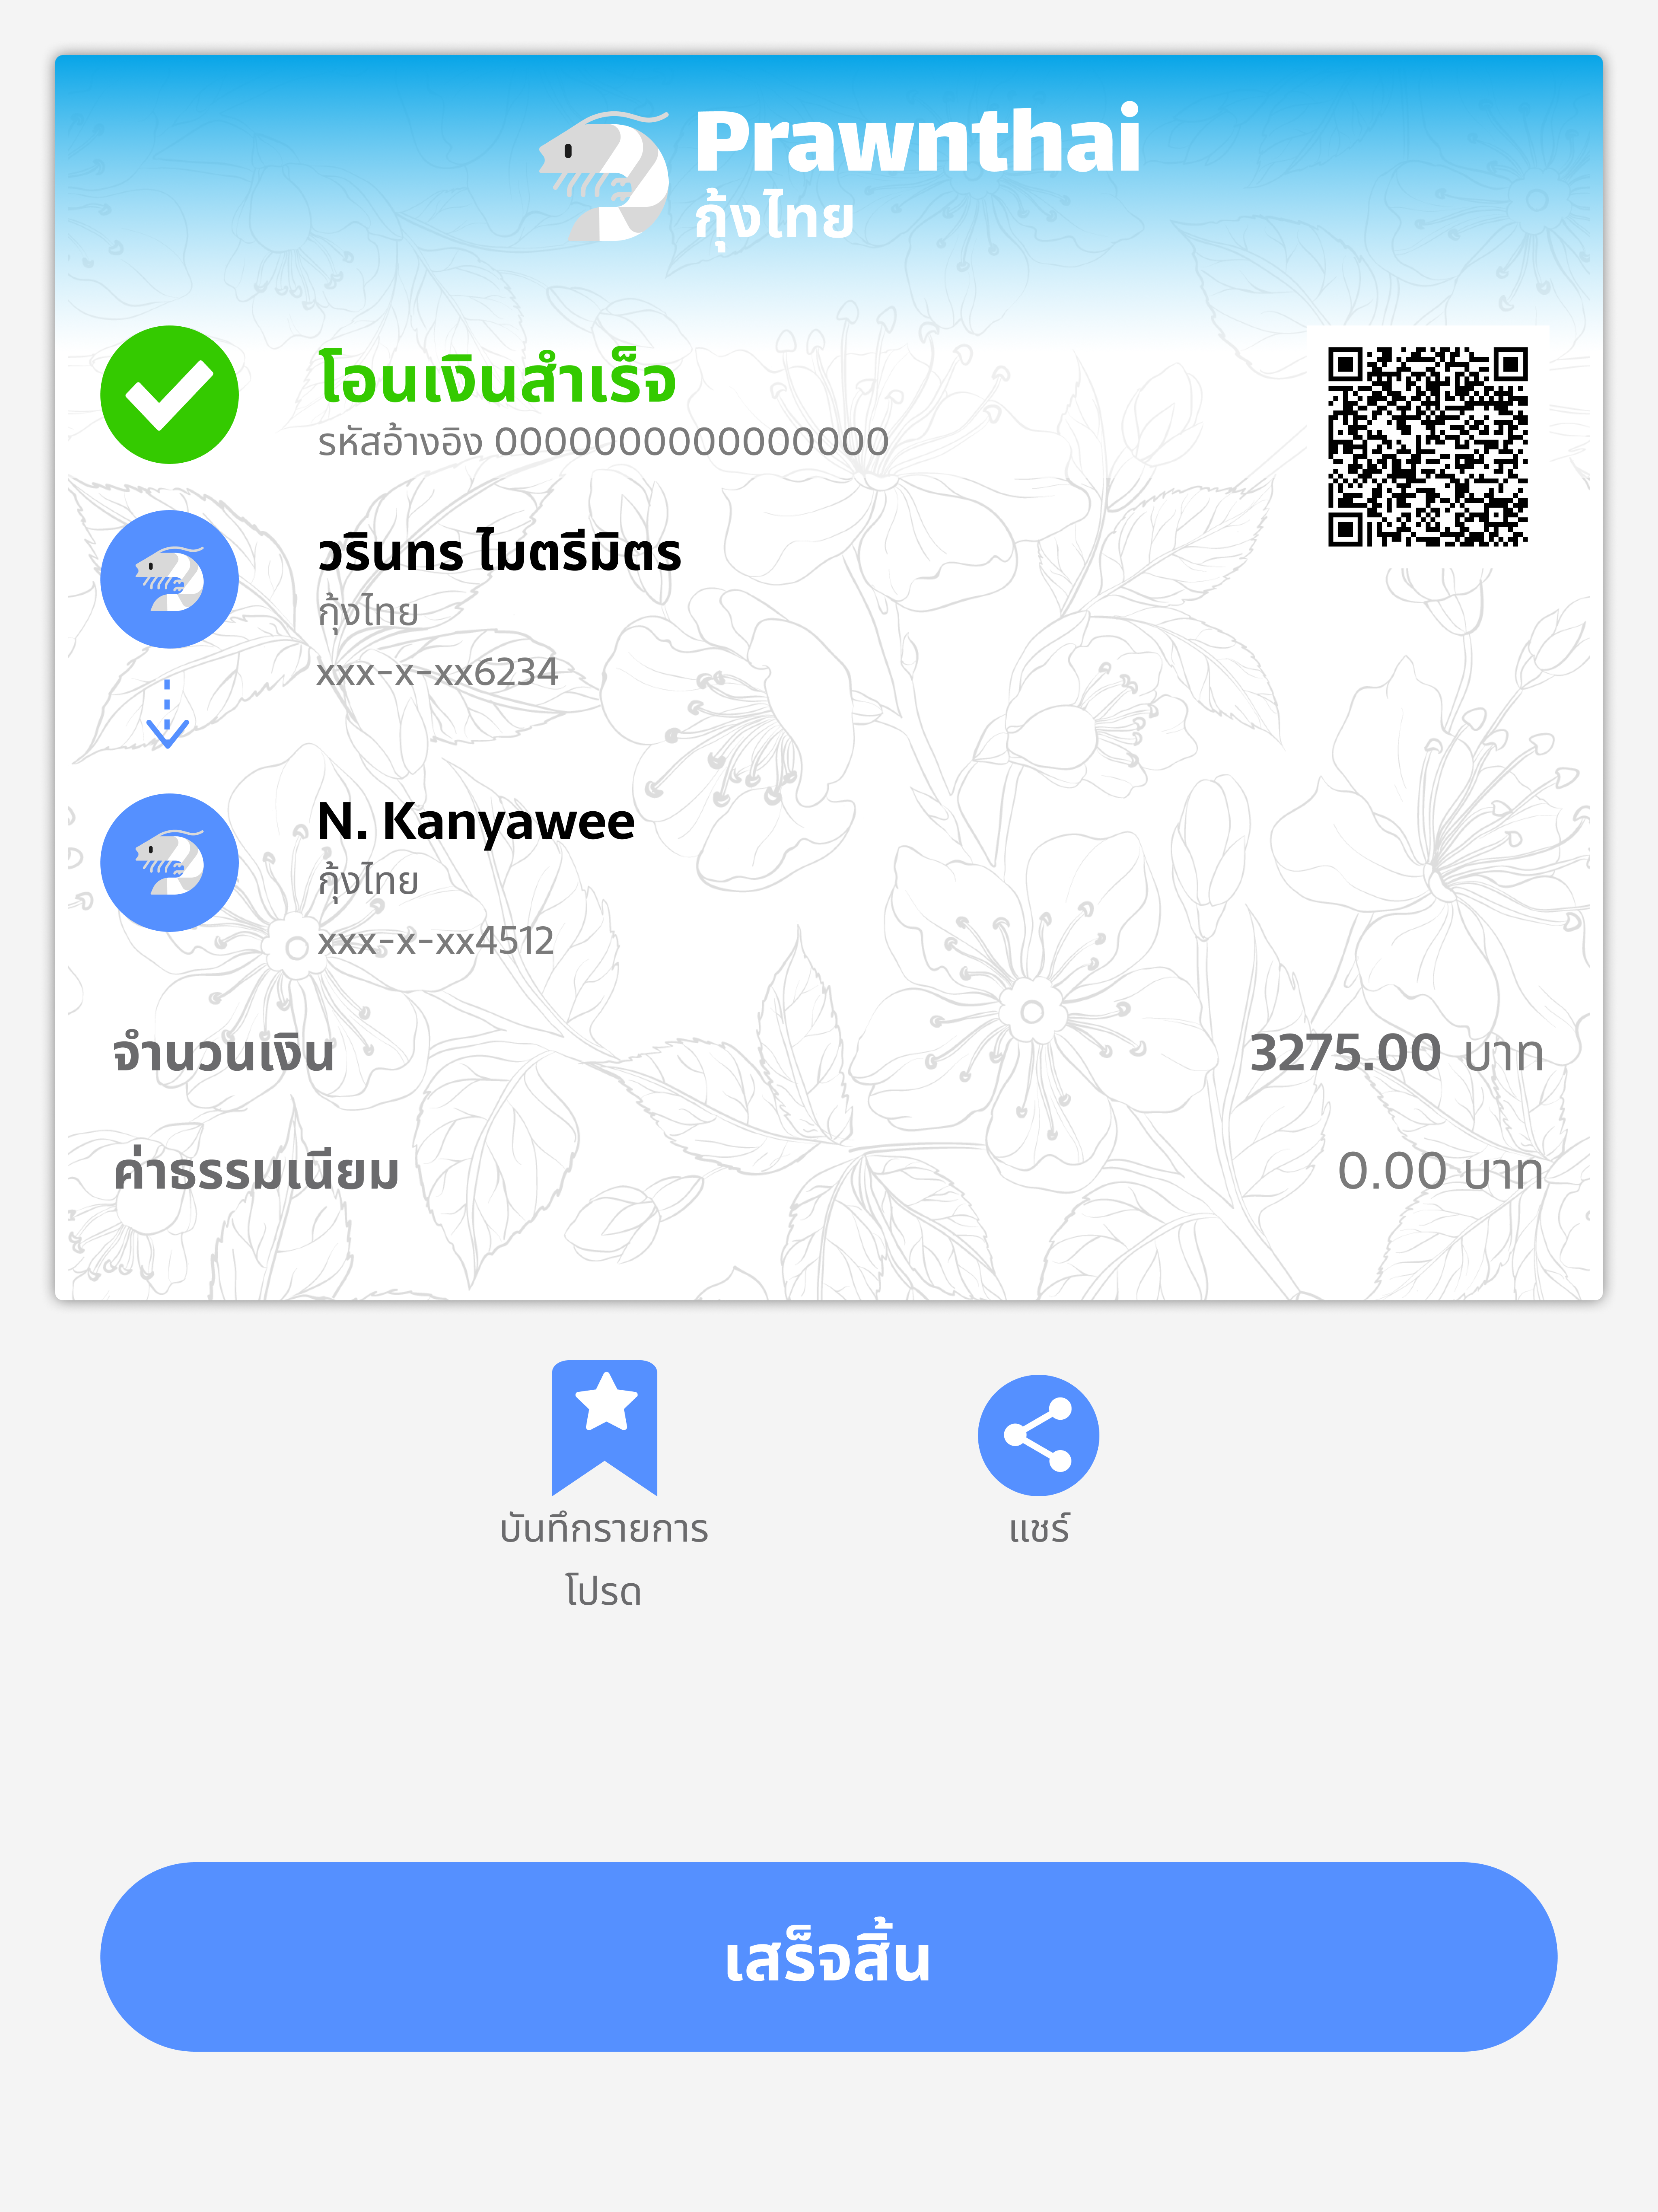 Prawnthai
กุ้งไทย
โอนเงินสำเร็จ
รหัสอ้างอิง 0000000000000000
วรินทร ไมตรีมิตร
กุ้งไทย
xxx-x-xx6234
N. Kanyawee
กุ้งไทย
xxx-x-xx4512
จำนวนเงิน 3275.00 บาท
ค่าธรรมเนียม 0.00 บาท
บันทึกรายการ
โปรด
แชร์
เสร็จสิ้น